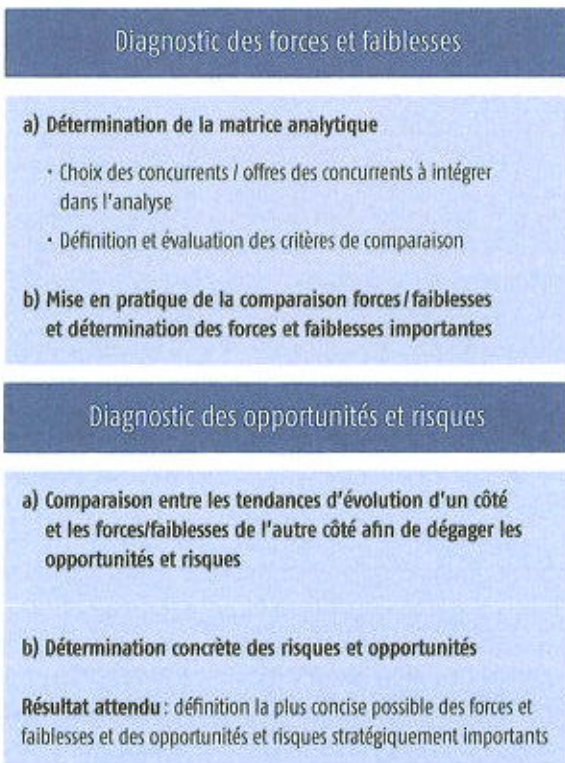 Diagnostic des forces et faiblesses
a) Détermination de la matrice analytique
· Choix des concurrents / offres des concurrents à intégrer
dans l'analyse
· Définition et évaluation des critères de comparaison
b) Mise en pratique de la comparaison forces/faiblesses
et détermination des forces et faiblesses importantes
Diagnostic des opportunités et risques
a) Comparaison entre les tendances d'évolution d'un côté
et les forces/faiblesses de l'autre côté afin de dégager les
opportunités et risques
b) Détermination concrète des risques et opportunités
Résultat attendu : définition la plus concise possible des forces et
faiblesses et des opportunités et risques stratégiquement importants